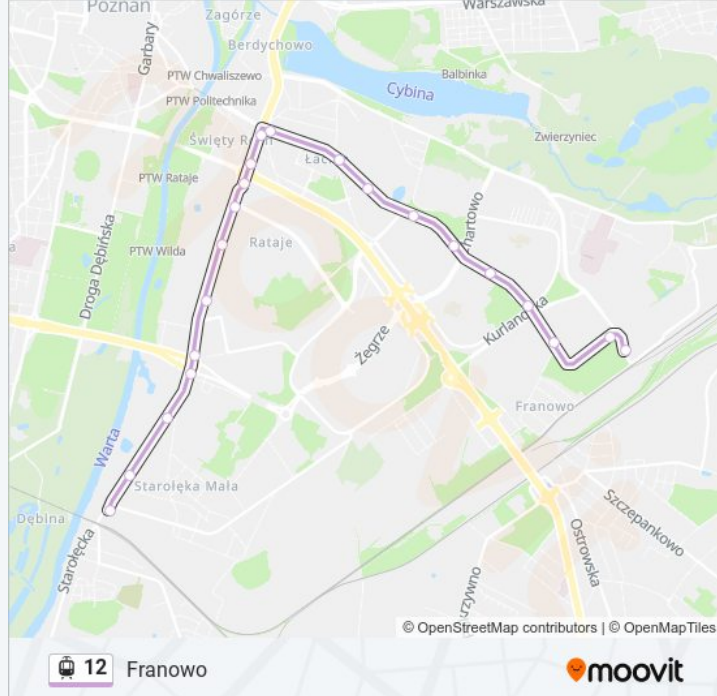 Poznań
Zagórze
Warszawska
Garbary
Berdychowo
PTW Chwaliszewo
Balbinka
PTW Politechnika
Cybina
Zwierzyniec
Święty
PTW Rataje
Droga Dębińska
Rataje
PTW Wilda
Kurlandzka
Żegrze
Franowo
Warta
Starołęka Mała
Dębina
Szczepankowo
Starołęcka
Ostrowska
© OpenStreetMap contributors | © OpenMapTiles
12 Franowo
moovit